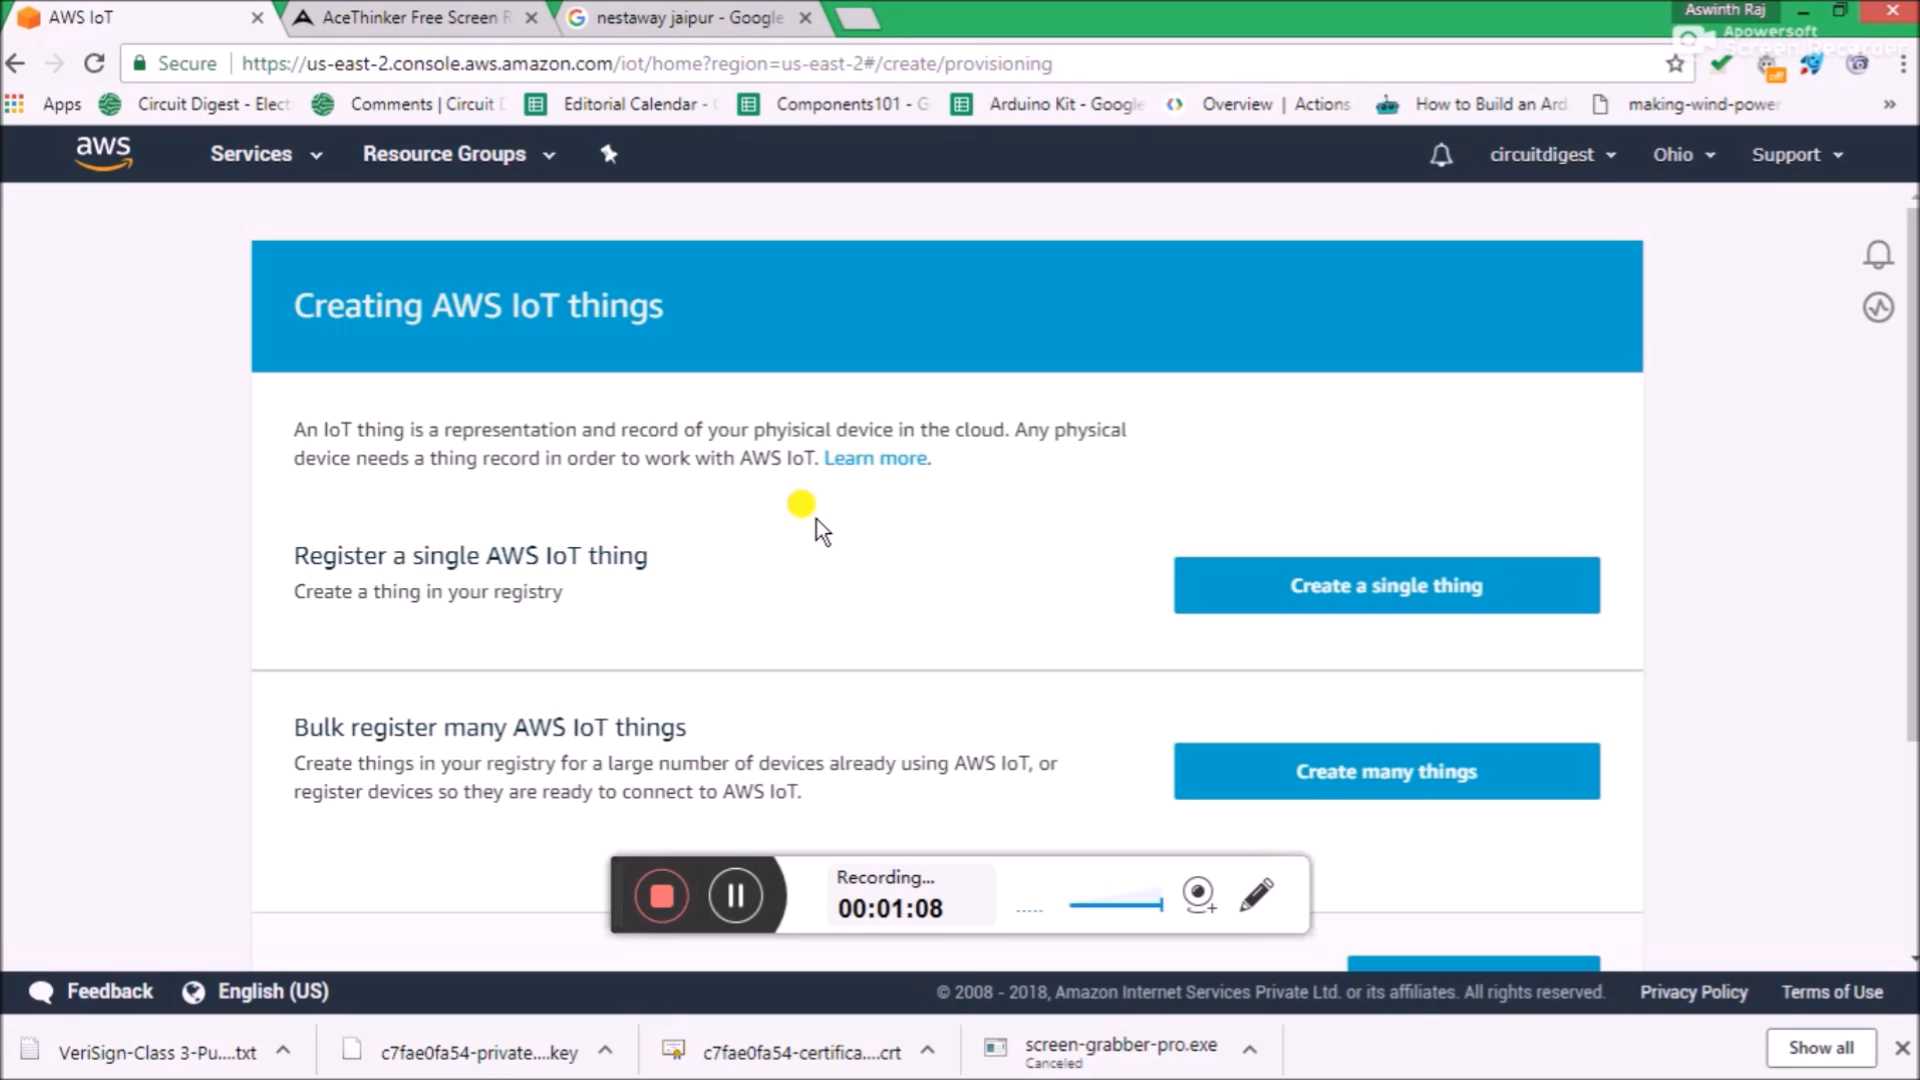 AWS IoT
AceThinker Free Screen R
nestaway jaipur - Google
Aswinth Raj
Apowersoft
Screen Recorder
Secure
https://us-east-2.console.aws.amazon.com/iot/home?region=us-east-2#/create/provisioning
off
Apps
Circuit Digest - Elect
Comments | Circuit D
Editorial Calendar -
Components101 - G
Arduino Kit - Google
Overview | Actions
How to Build an Ard
making-wind-power
»
aws
Services
Resource Groups
circuitdigest
Ohio
Support
Creating AWS IoT things
An IoT thing is a representation and record of your phyisical device in the cloud. Any physical
device needs a thing record in order to work with AWS IoT. Learn more.
Register a single AWS IoT thing
Create a thing in your registry
Create a single thing
Bulk register many AWS IoT things
Create things in your registry for a large number of devices already using AWS IoT, or
register devices so they are ready to connect to AWS IoT.
Create many things
Recording...
00:01:08
Feedback
English (US)
© 2008 - 2018, Amazon Internet Services Private Ltd. or its affiliates. All rights reserved.
Privacy Policy
Terms of Use
VeriSign-Class 3-Pu....txt
c7fae0fa54-private....key
c7fae0fa54-certifica....crt
screen-grabber-pro.exe
Canceled
Show all